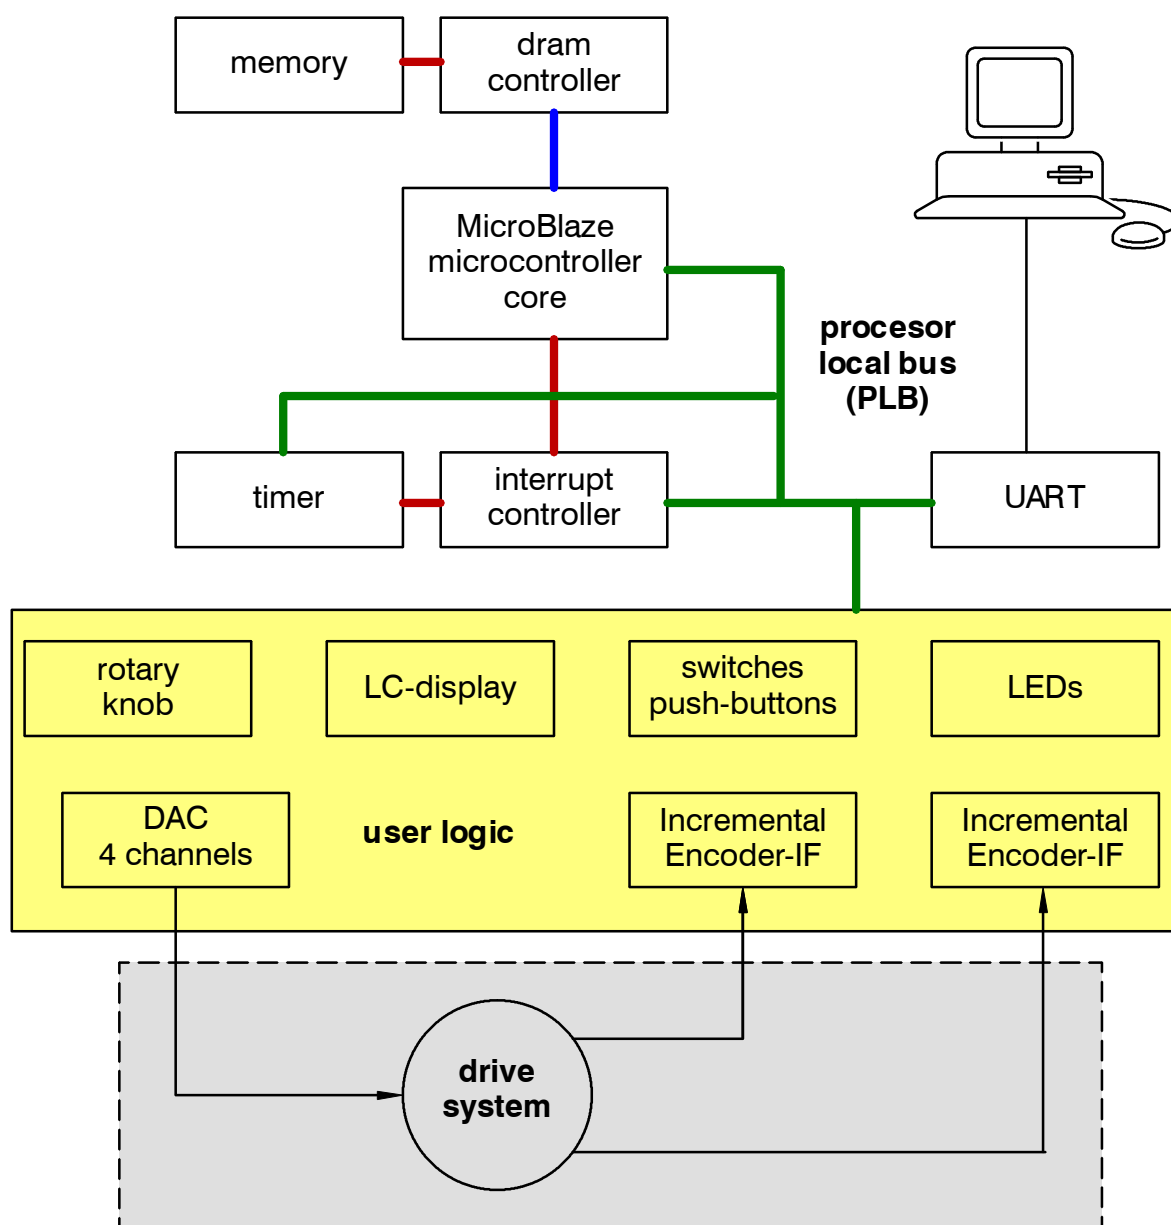 memory
dram
controller
MicroBlaze
microcontroller
core
procesor
local bus
(PLB)
timer
interrupt
controller
UART
rotary
knob
LC-display
switches
push-buttons
LEDs
DAC
4 channels
user logic
Incremental
Encoder-IF
Incremental
Encoder-IF
drive
system